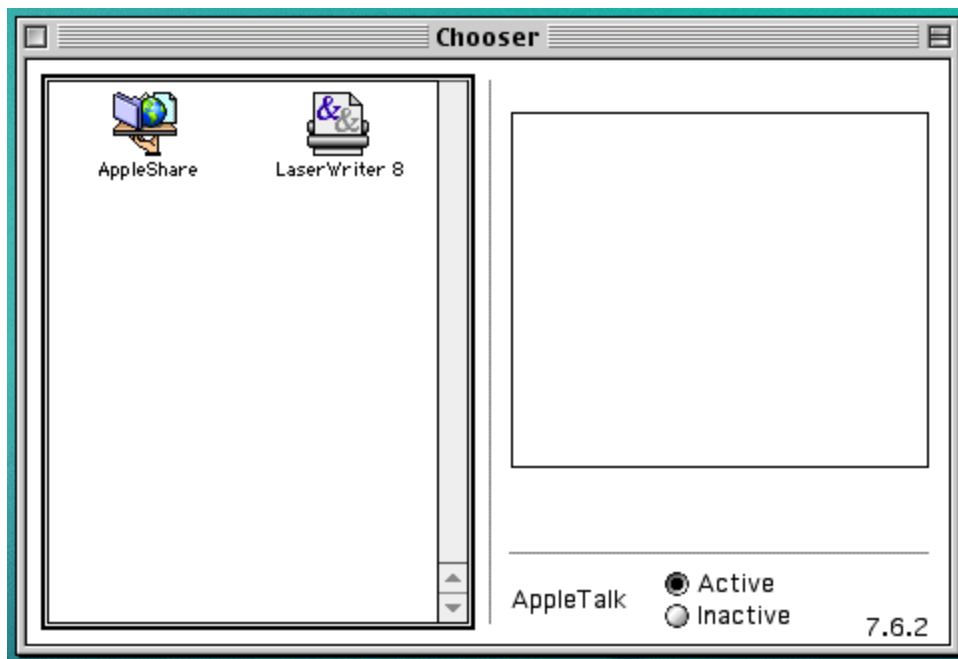 Chooser
AppleShare
LaserWriter 8
AppleTalk
Active
Inactive
7.6.2